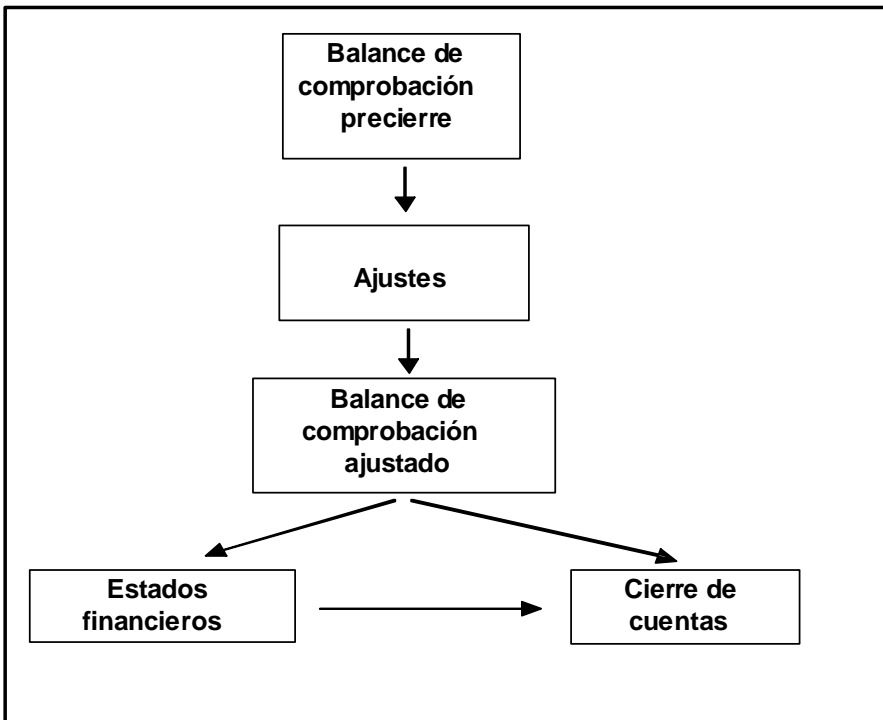 Balance de
comprobación
precierre
Ajustes
Balance de
comprobación
ajustado
Estados
financieros
Cierre de
cuentas